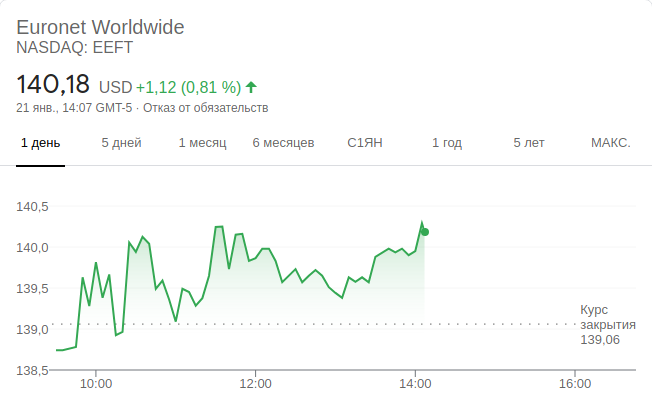 Euronet Worldwide
NASDAQ: EEFT
140,18 USD +1,12 (0,81 %)
21 янв., 14:07 GMT-5 · Отказ от обязательств
1 день 5 дней 1 месяц 6 месяцев С1ЯН 1 год 5 лет МАКС.
140,5
140,0
139,5
139,0
138,5
Курс
закрытия
139,06
10:00 12:00 14:00 16:00